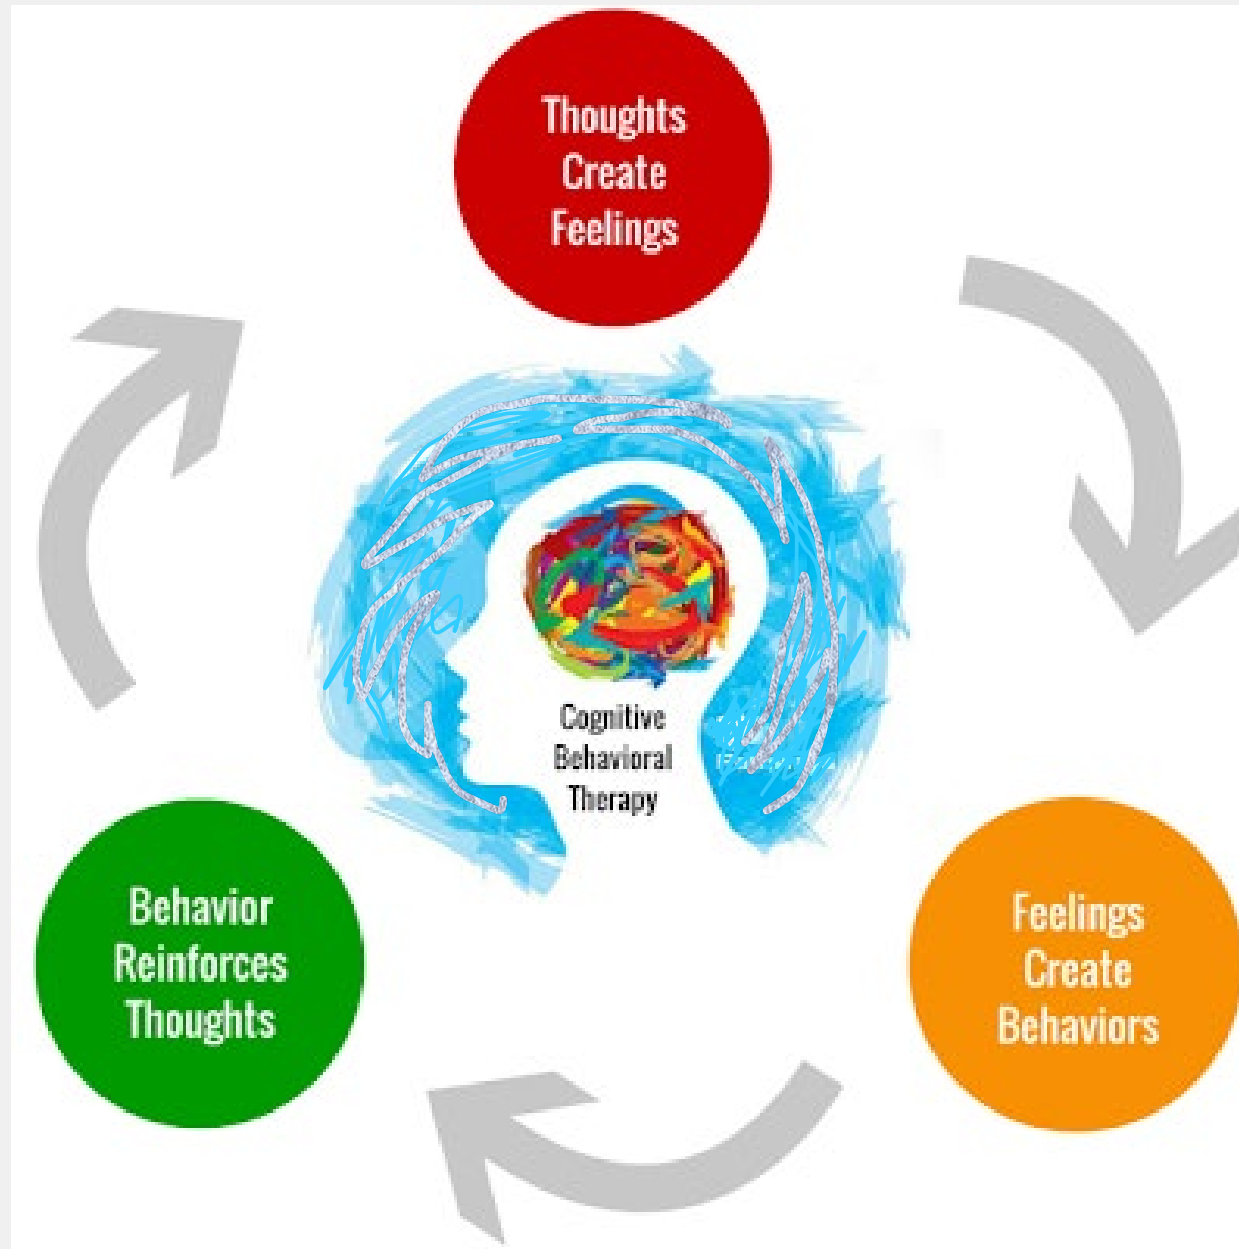 Thoughts
Create
Feelings
Cognitive
Behavioral
Therapy
Behavior
Reinforces
Thoughts
Feelings
Create
Behaviors